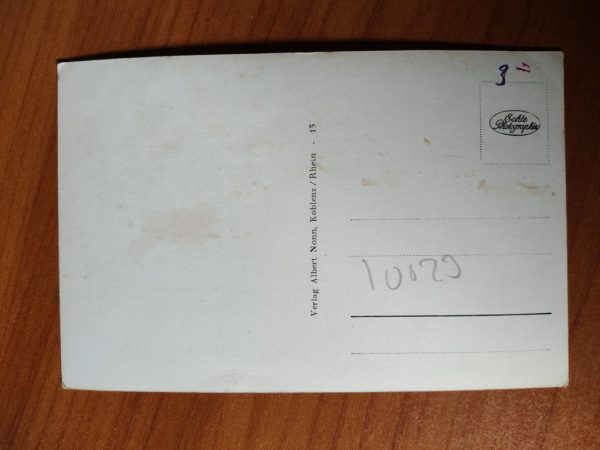 3 -
Echte
Photographie
Verlag Albert Nonn, Koblenz/Rhein - 13
10029